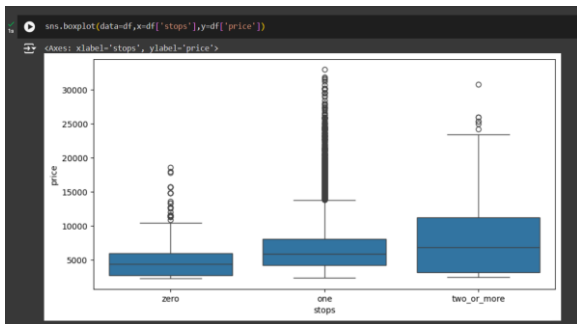 sns.boxplot(data=df,x=df['stops'],y=df['price'])
1s
<Axes: xlabel='stops', ylabel='price'>
30000
25000
20000
15000
10000
5000
price
zero one two_or_more
stops